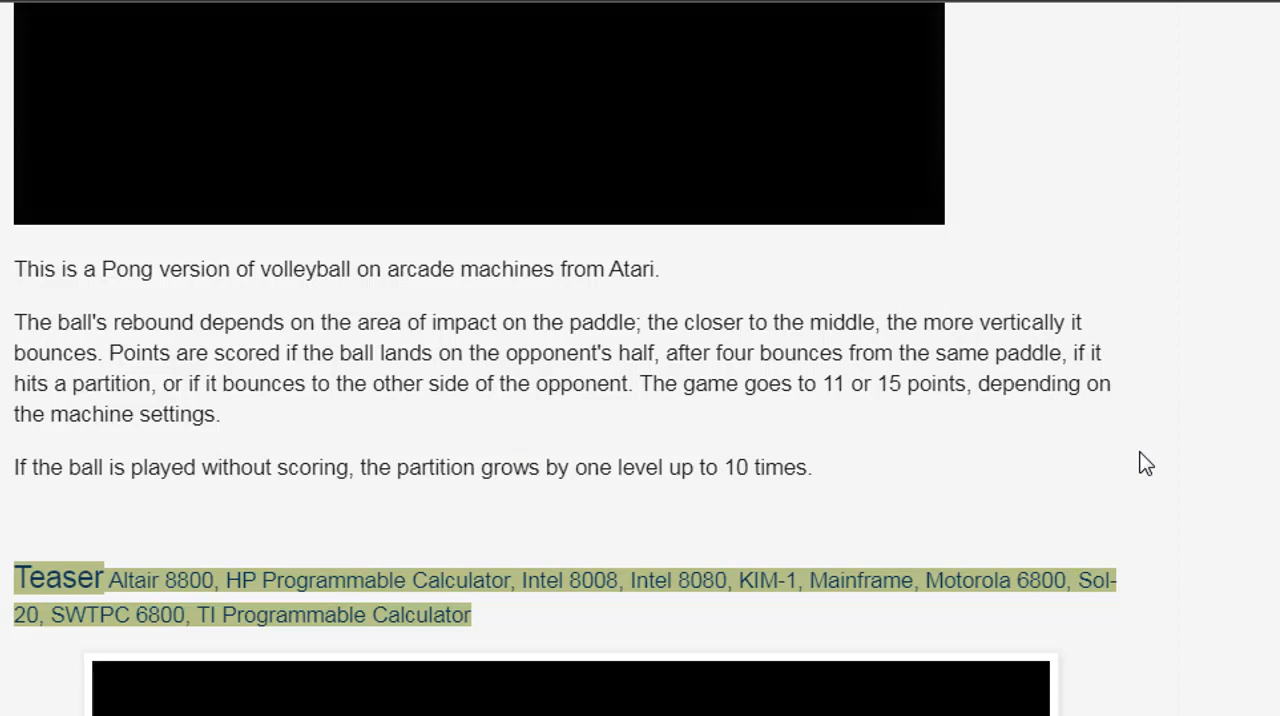 This is a Pong version of volleyball on arcade machines from Atari.
The ball's rebound depends on the area of impact on the paddle; the closer to the middle, the more vertically it
bounces. Points are scored if the ball lands on the opponent's half, after four bounces from the same paddle, if it
hits a partition, or if it bounces to the other side of the opponent. The game goes to 11 or 15 points, depending on
the machine settings.
If the ball is played without scoring, the partition grows by one level up to 10 times.
Teaser Altair 8800, HP Programmable Calculator, Intel 8008, Intel 8080, KIM-1, Mainframe, Motorola 6800, Sol-
20, SWTPC 6800, TI Programmable Calculator